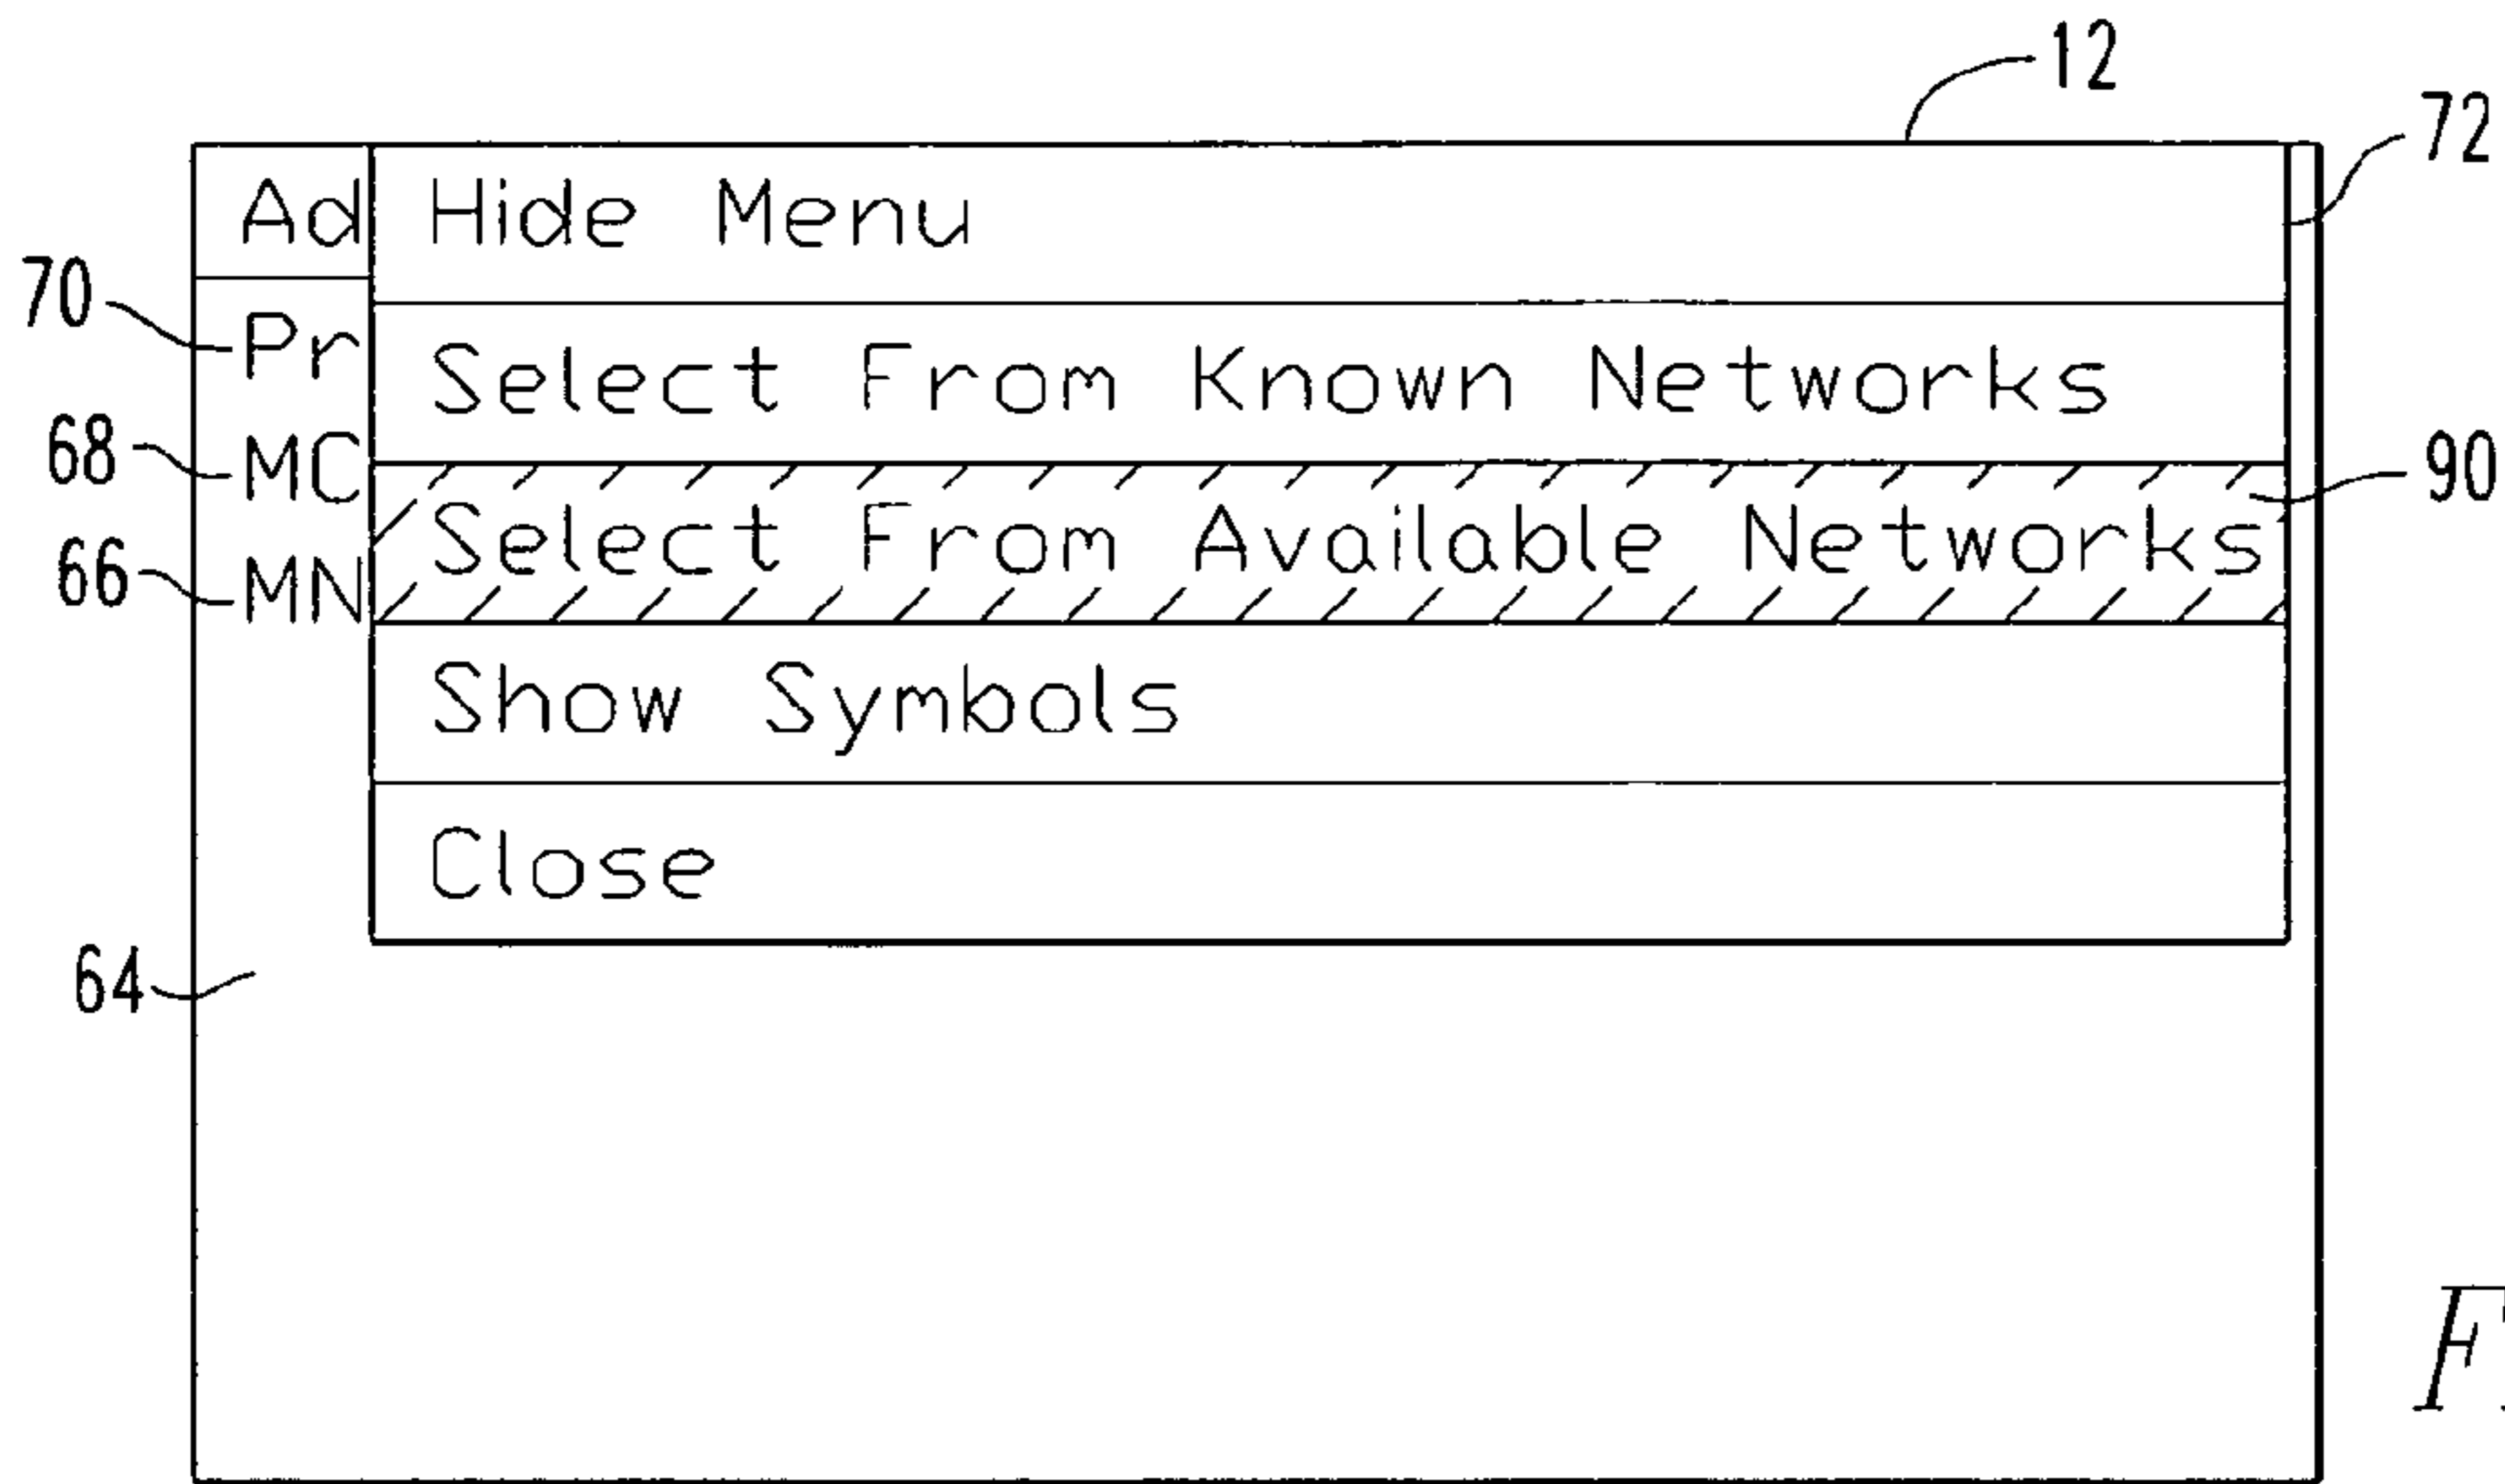 12
72
Ad Hide Menu
70 Pr Select From Known Networks
68 MC
90
66 MN Select From Available Networks
Show Symbols
Close
64